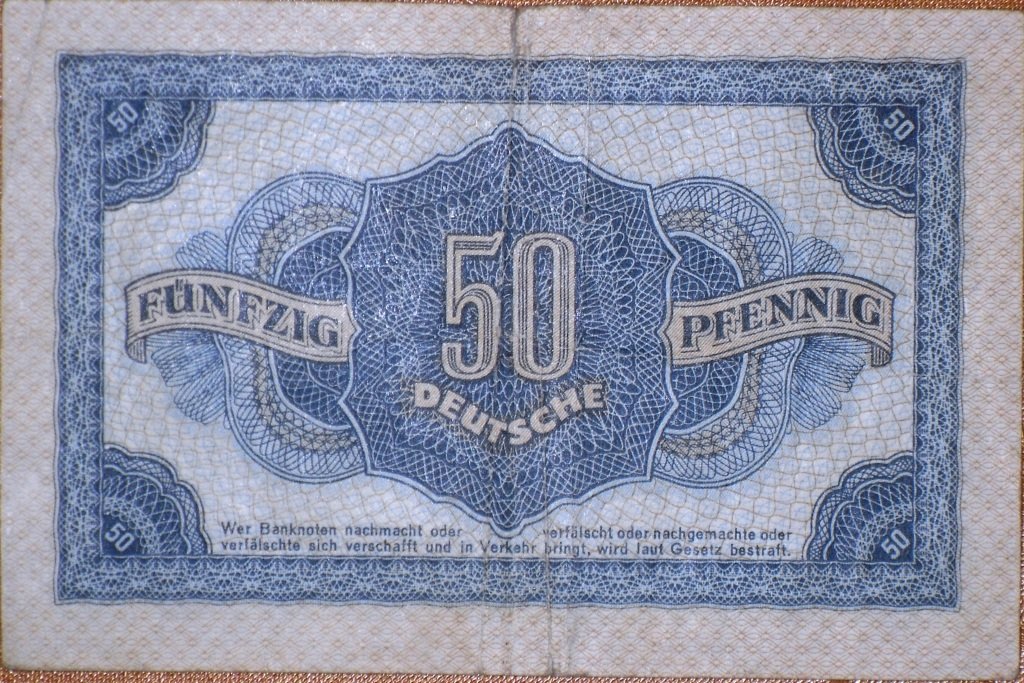 50 50
50
FÜNFZIG PFENNIG
DEUTSCHE
Wer Banknoten nachmacht oder verfälscht oder nachgemachte oder
verfälschte sich verschafft und in Verkehr bringt, wird laut Gesetz bestraft.
50 50